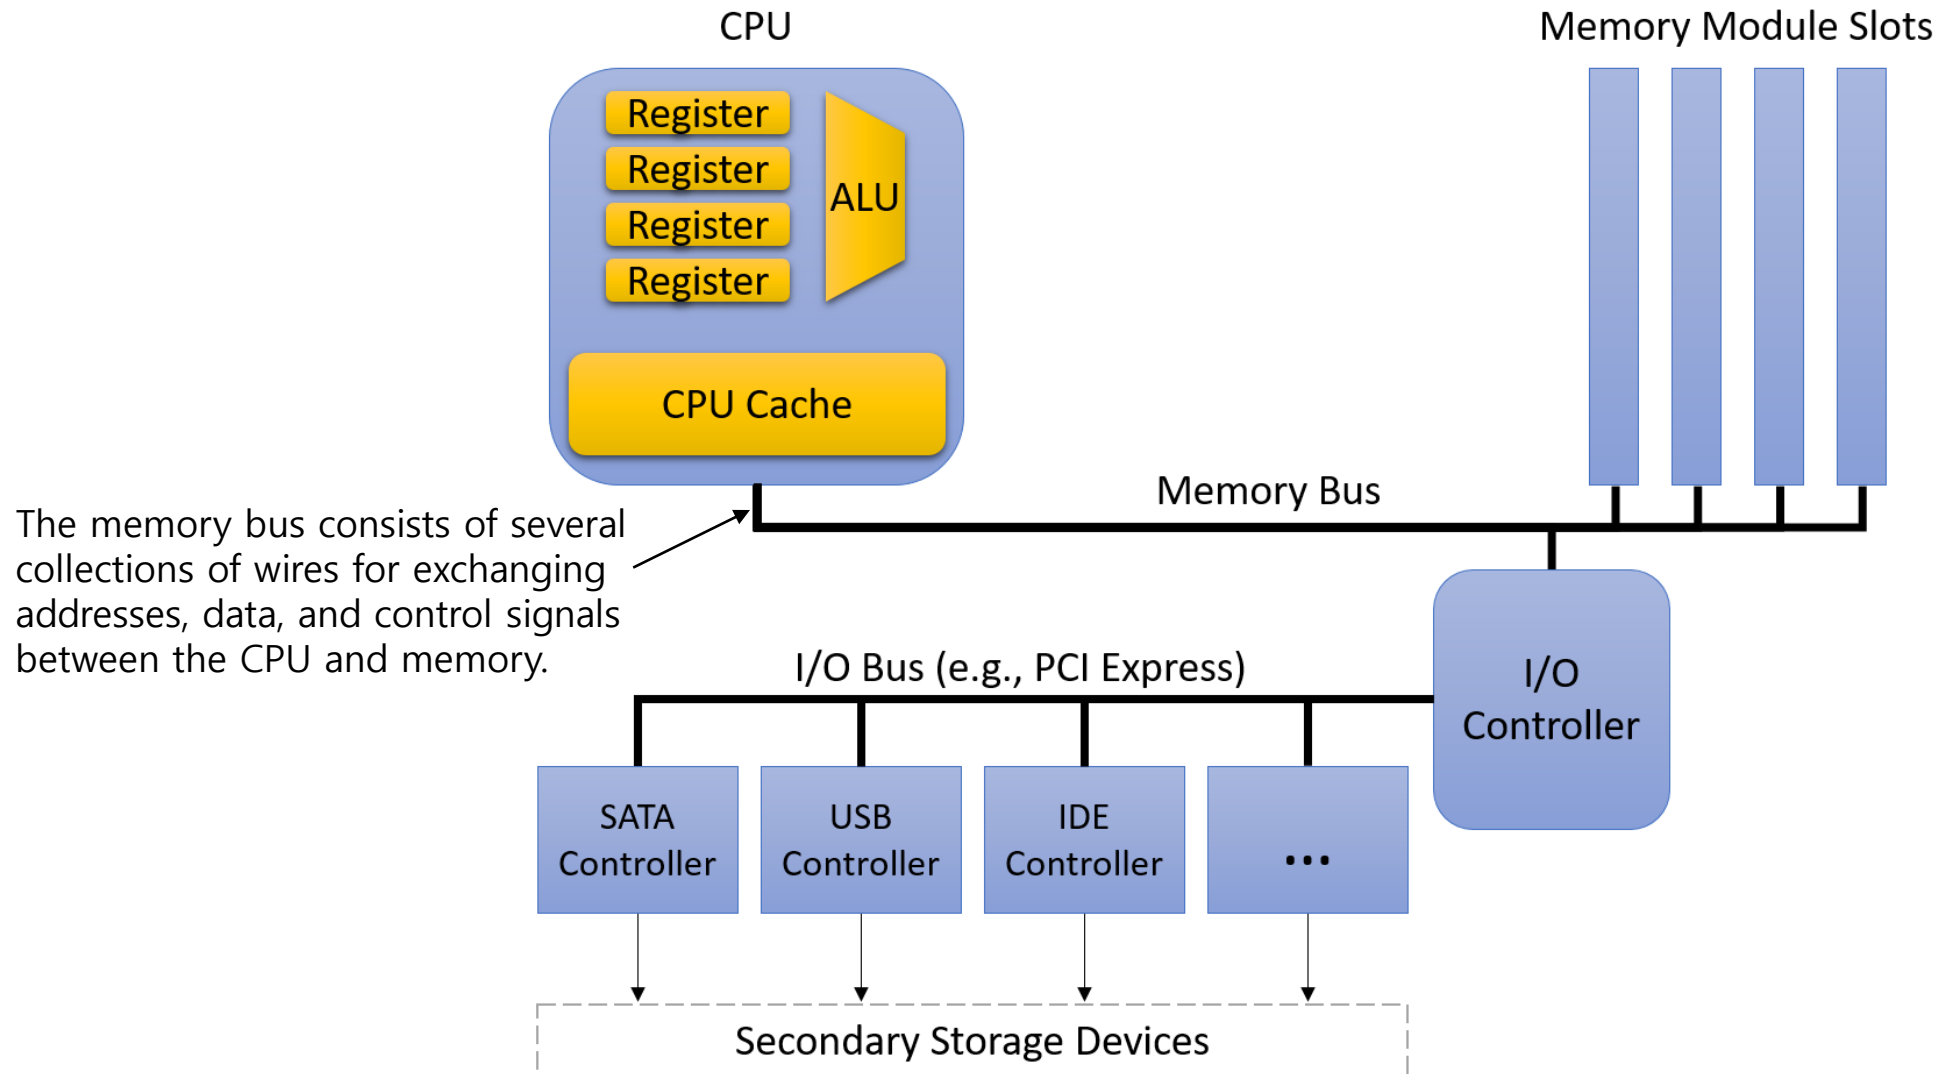 CPU
Memory Module Slots
Register
Register
Register
Register
ALU
CPU Cache
Memory Bus
The memory bus consists of several
collections of wires for exchanging
addresses, data, and control signals
between the CPU and memory.
I/O Bus (e.g., PCI Express)
I/O
Controller
SATA
Controller
USB
Controller
IDE
Controller
...
Secondary Storage Devices